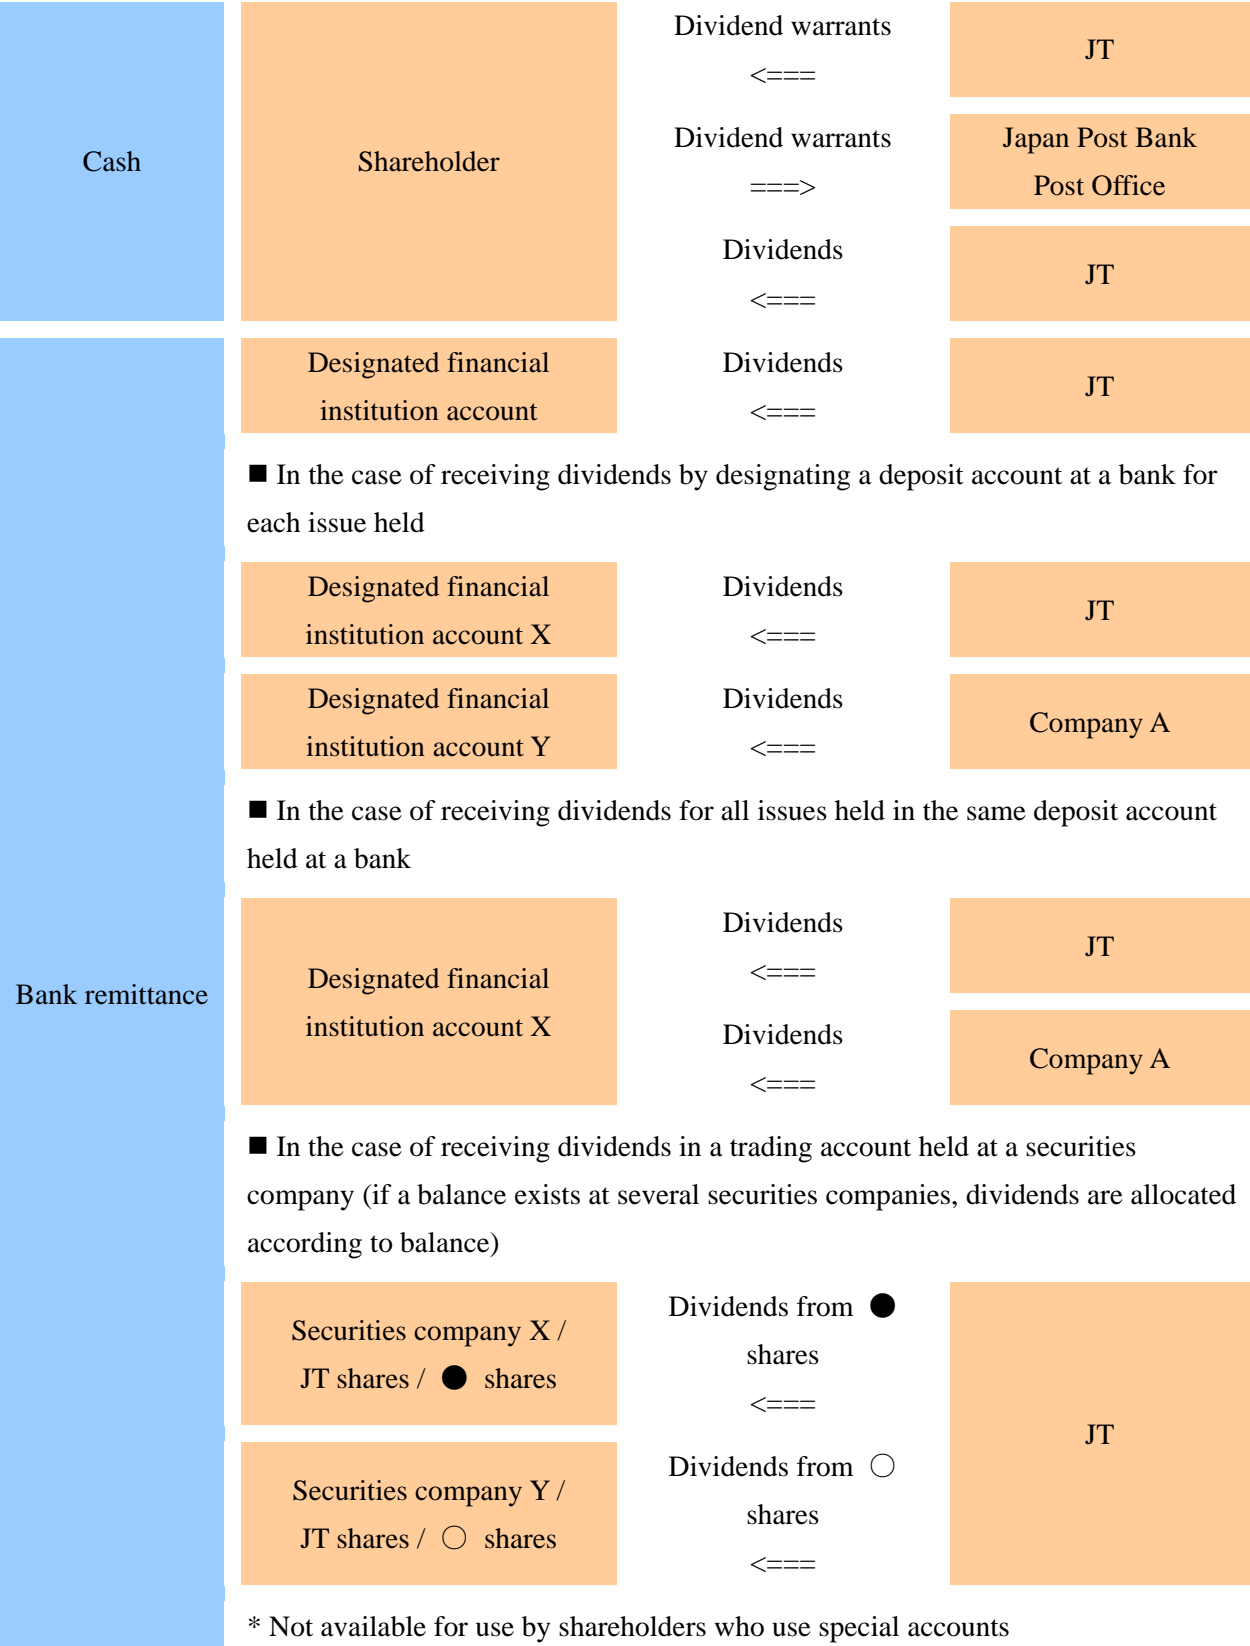 Cash
Shareholder
Dividend warrants
<===
JT
Dividend warrants
===>
Japan Post Bank
Post Office
Dividends
<===
JT
Bank remittance
Designated financial
institution account
Dividends
<===
JT
■ In the case of receiving dividends by designating a deposit account at a bank for
each issue held
Designated financial
institution account X
Dividends
<===
JT
Designated financial
institution account Y
Dividends
<===
Company A
■ In the case of receiving dividends for all issues held in the same deposit account
held at a bank
Designated financial
institution account X
Dividends
<===
JT
Dividends
<===
Company A
■ In the case of receiving dividends in a trading account held at a securities
company (if a balance exists at several securities companies, dividends are allocated
according to balance)
Securities company X /
JT shares / ● shares
Dividends from ●
shares
<===
JT
Securities company Y /
JT shares / ○ shares
Dividends from ○
shares
<===
* Not available for use by shareholders who use special accounts